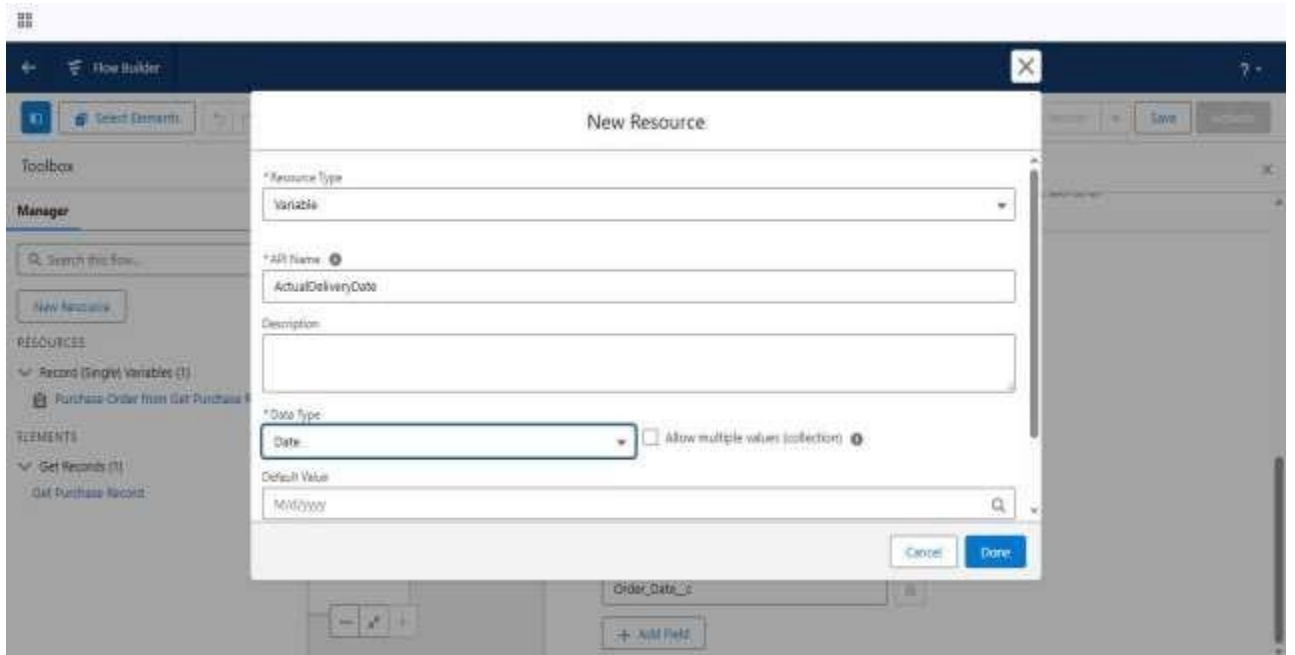 Flow Builder
?
Select Elements
Save
New Resource
Toolbox
Manager
Search this flow...
New Resource
RESOURCES
Record (Single) Variables (1)
Purchase Order from Get Purchase R
ELEMENTS
Get Records (1)
Get Purchase Record
* Resource Type
Variable
* API Name
ActualDeliveryDate
Description
* Data Type
Date
Allow multiple values (collection)
Default Value
M/d/yyyy
Cancel
Done
Order_Date__c
+ Add Field